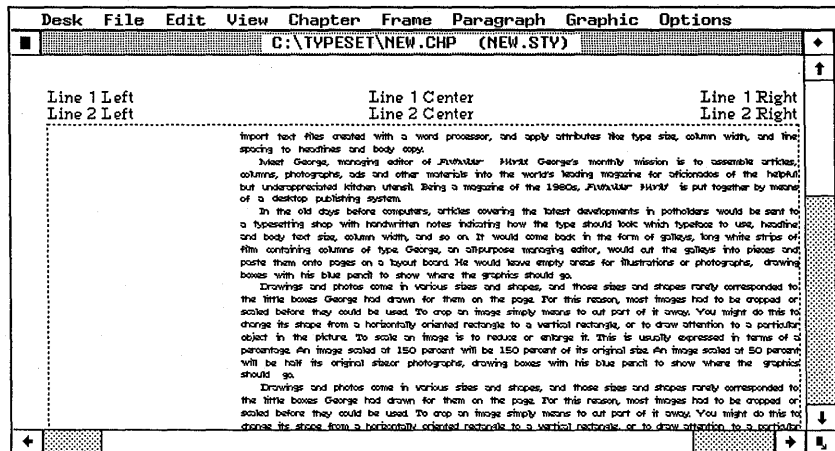 Desk File Edit View Chapter Frame Paragraph Graphic Options
C:\TYPESET\NEW.CHP (NEW.STY)
Line 1 Left Line 1 Center Line 1 Right
Line 2 Left Line 2 Center Line 2 Right
import text files created with a word processor, and apply attributes like type size, column width, and line
spacing to headlines and body copy.
Meet George, managing editor of George's monthly mission is to assemble articles,
columns, photographs, ads and other materials into the world's leading magazine for aficionados of the helpful
but underappreciated kitchen utensil. Being a magazine of the 1980s, is put together by means
of a desktop publishing system.
In the old days before computers, articles covering the latest developments in potholders would be sent to
a typesetting shop with handwritten notes indicating how the type should look: which typeface to use, headline
and body text size, column width, and so on. It would come back in the form of galleys, long white strips of
film containing columns of type. George, an allpurpose managing editor, would cut the galleys into pieces and
paste them onto pages on a layout board. He would leave empty areas for illustrations or photographs, drawing
boxes with his blue pencil to show where the graphics should go.
Drawings and photos come in various sizes and shapes, and those sizes and shapes rarely corresponded to
the little boxes George had drawn for them on the page. For this reason, most images had to be cropped or
scaled before they could be used. To crop an image simply means to cut part of it away. You might do this to
change its shape from a horizontally oriented rectangle to a vertical rectangle, or to draw attention to a particular
object in the picture. To scale an image is to reduce or enlarge it. This is usually expressed in terms of a
percentage. An image scaled at 150 percent will be 150 percent of its original size. An image scaled at 50 percent
will be half its original sizeor photographs, drawing boxes with his blue pencil to show where the graphics
should go.
Drawings and photos come in various sizes and shapes, and those sizes and shapes rarely corresponded to
the little boxes George had drawn for them on the page. For this reason, most images had to be cropped or
scaled before they could be used. To crop an image simply means to cut part of it away. You might do this to
change its shape from a horizontally oriented rectangle to a vertical rectangle, or to draw attention to a particular